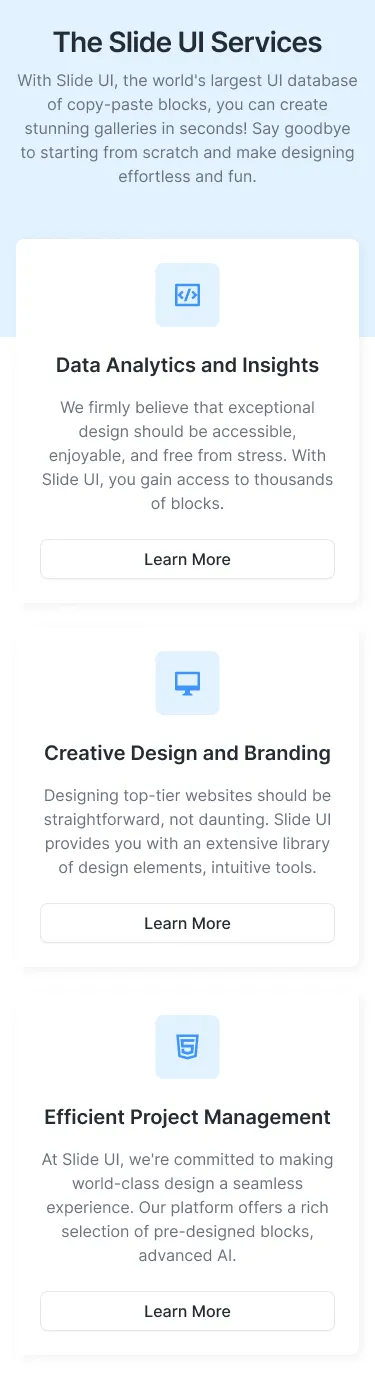 The Slide UI Services
With Slide UI, the world's largest UI database
of copy-paste blocks, you can create
stunning galleries in seconds! Say goodbye
to starting from scratch and make designing
effortless and fun.
Data Analytics and Insights
We firmly believe that exceptional
design should be accessible,
enjoyable, and free from stress. With
Slide UI, you gain access to thousands
of blocks.
Learn More
Creative Design and Branding
Designing top-tier websites should be
straightforward, not daunting. Slide UI
provides you with an extensive library
of design elements, intuitive tools.
Learn More
Efficient Project Management
At Slide UI, we're committed to making
world-class design a seamless
experience. Our platform offers a rich
selection of pre-designed blocks,
advanced AI.
Learn More